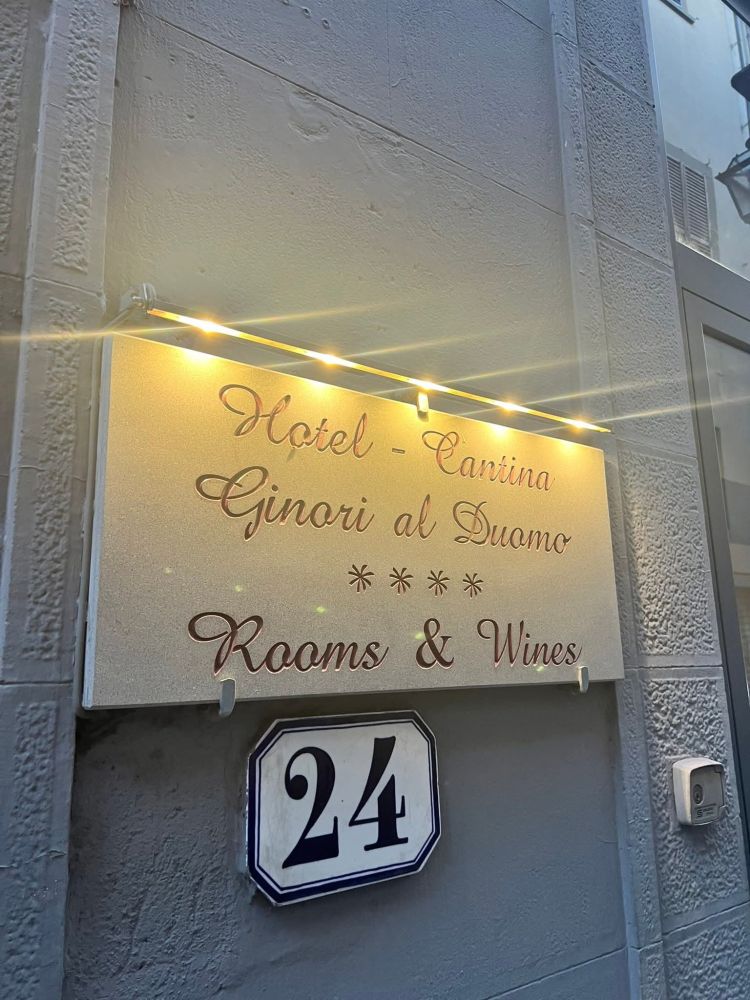 Hotel - Cantina
Ginori al Duomo
****
Rooms & Wines
24